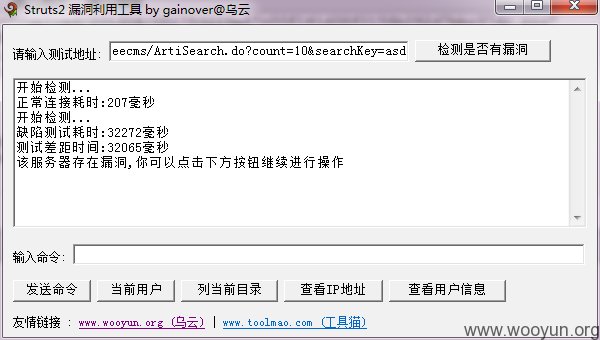 Struts2 漏洞利用工具 by gainover@乌云
请输入测试地址: eecms/ArtiSearch.do?count=10&searchKey=asd 检测是否有漏洞
开始检测...
正常连接耗时:207毫秒
开始检测...
缺陷测试耗时:32272毫秒
测试差距时间:32065毫秒
该服务器存在漏洞,你可以点击下方按钮继续进行操作
输入命令:
发送命令 当前用户 列当前目录 查看IP地址 查看用户信息
友情链接 : www.wooyun.org (乌云) | www.toolmao.com (工具猫)
www.wooyun.org